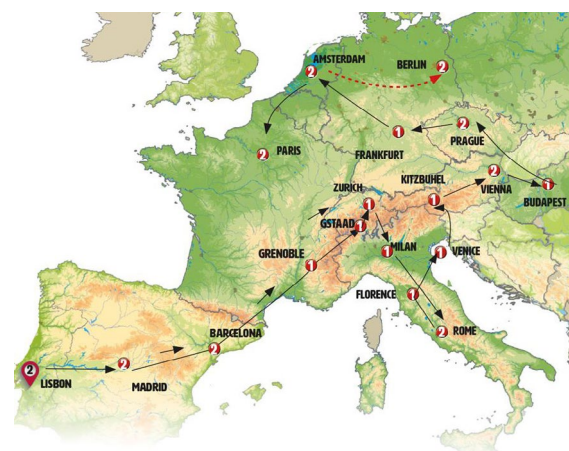 AMSTERDAM
2
BERLIN
2
2
PRAGUE
1
FRANKFURT
2
PARIS
KITZBUHEL
2
VIENNA
1
BUDAPEST
ZURICH
1
1
GSTAAD
1
MILAN
1
VENICE
GRENOBLE
1
FLORENCE
1
2
ROME
BARCELONA
2
2
MADRID
2
LISBON